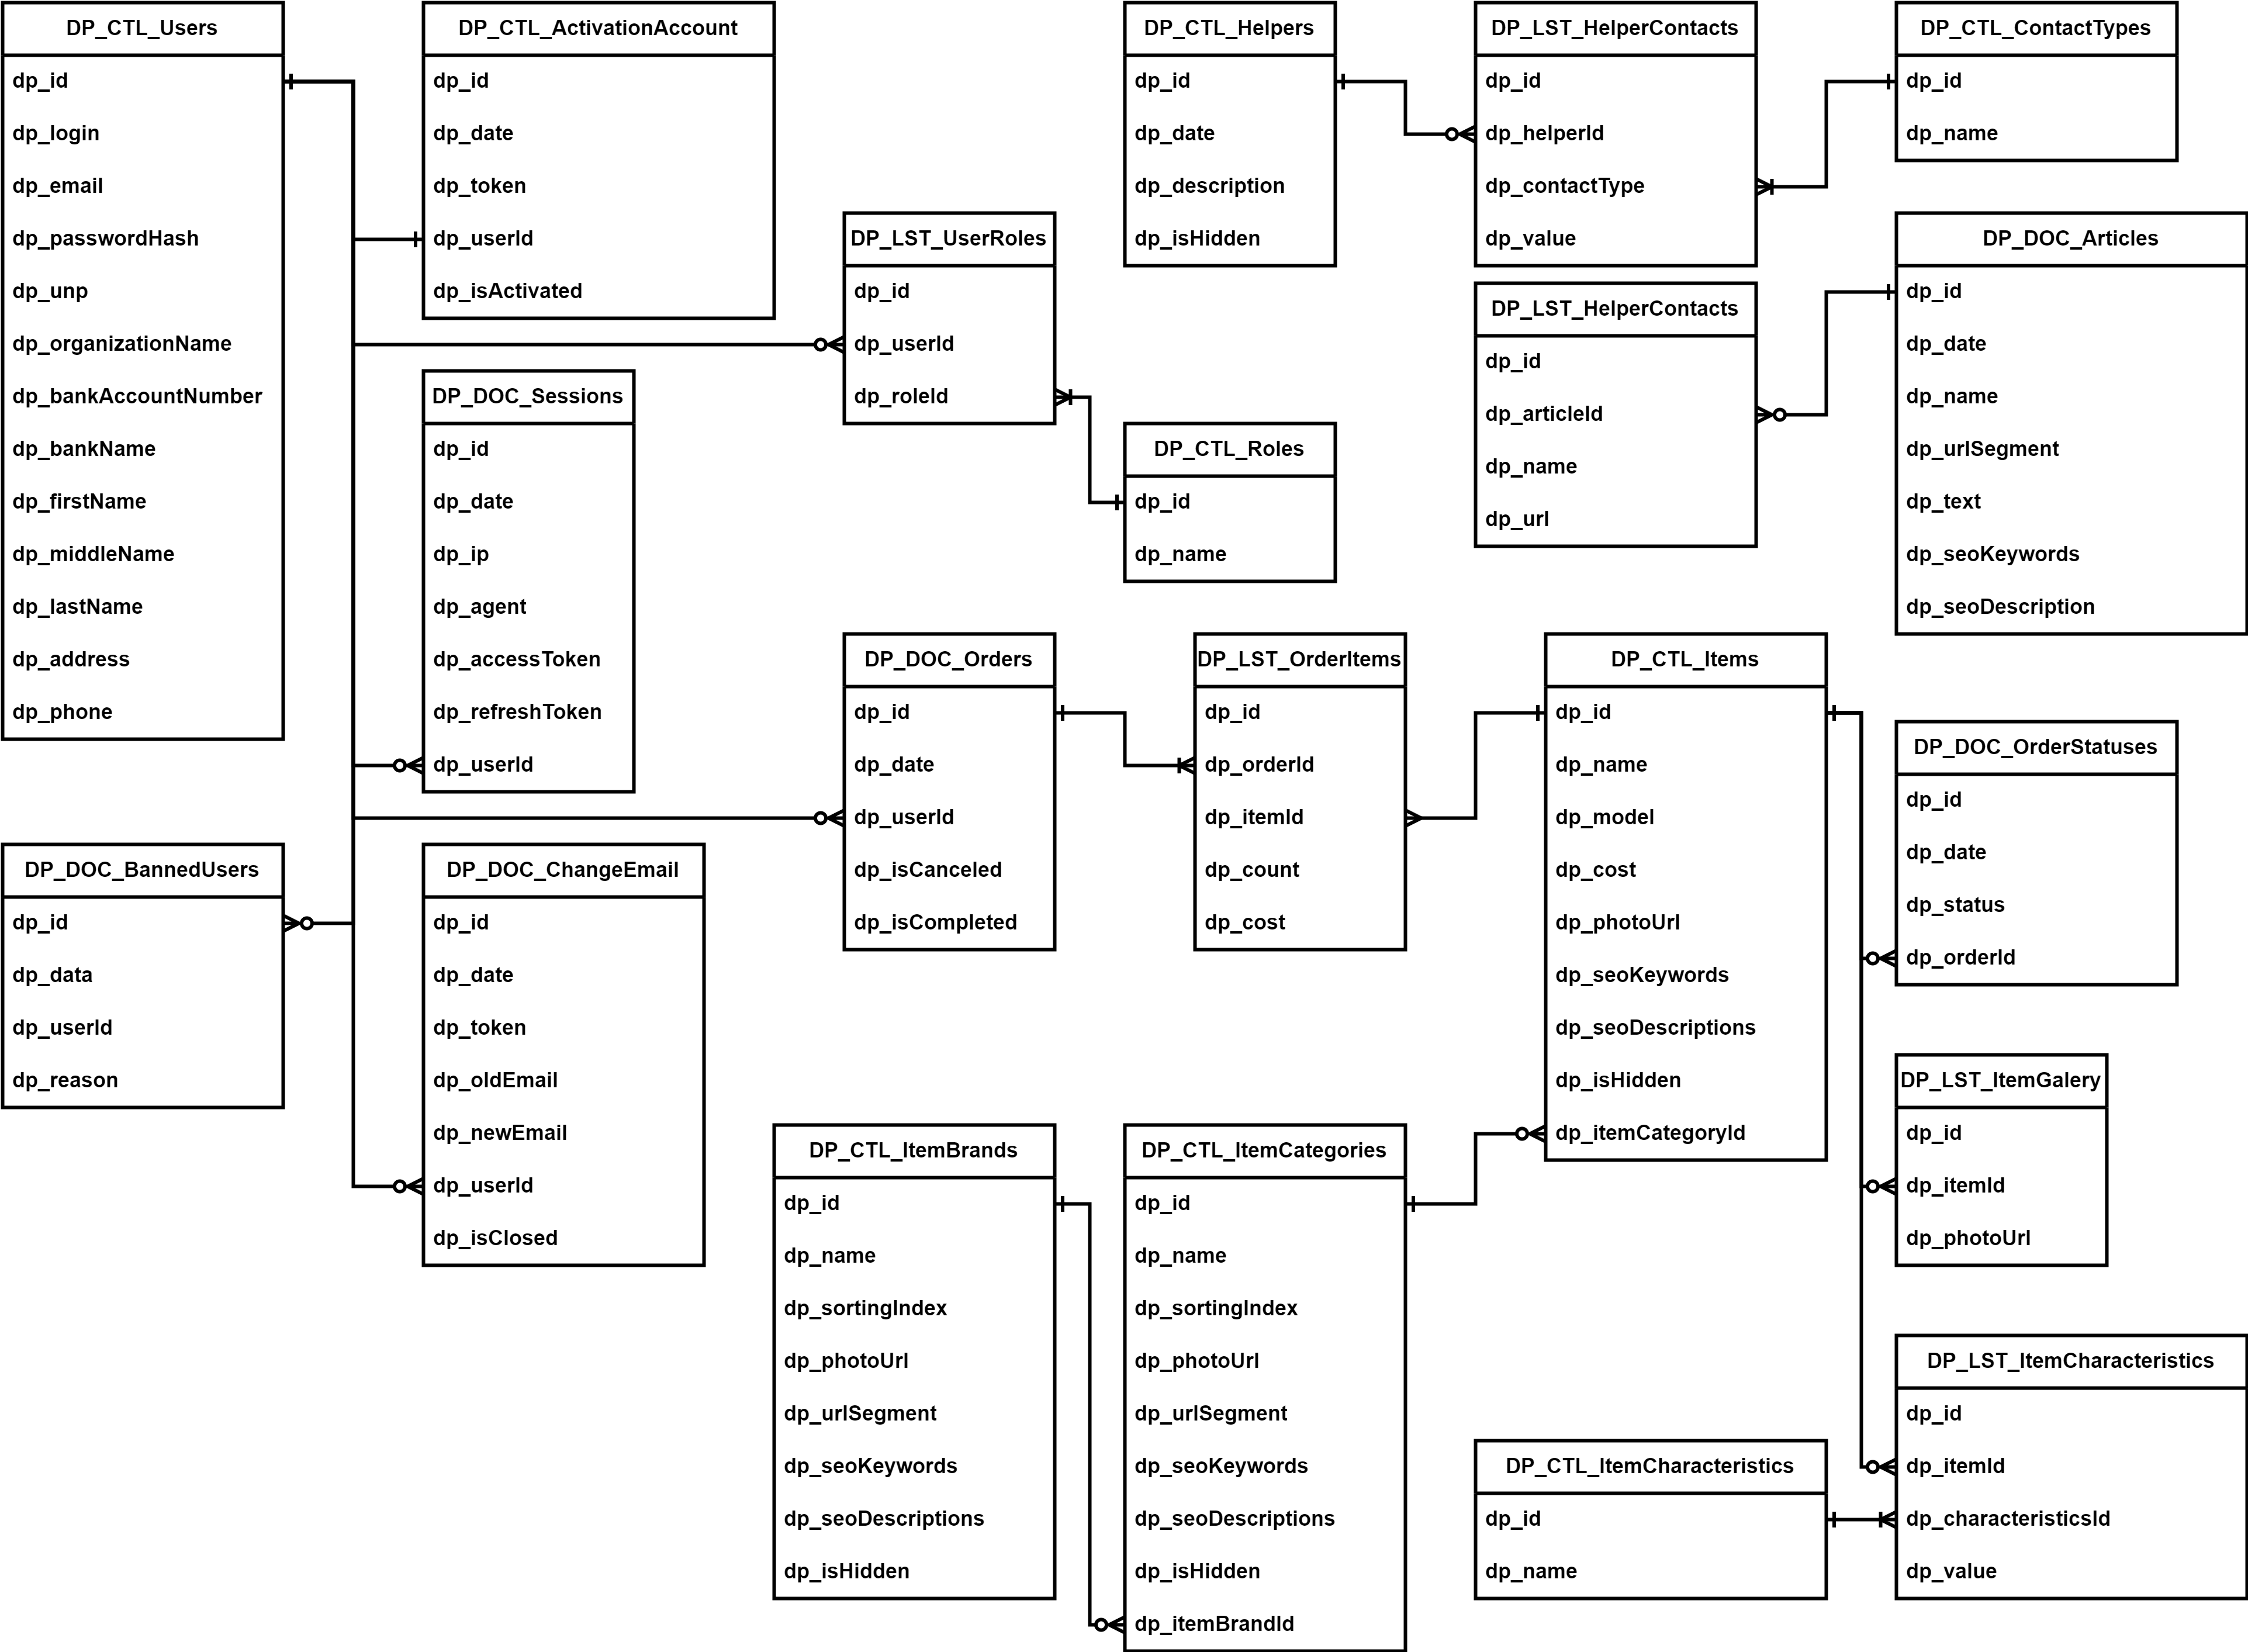 DP_CTL_Users
dp_id
dp_login
dp_email
dp_passwordHash
dp_unp
dp_organizationName
dp_bankAccountNumber
dp_bankName
dp_firstName
dp_middleName
dp_lastName
dp_address
dp_phone
DP_CTL_ActivationAccount
dp_id
dp_date
dp_token
dp_userId
dp_isActivated
DP_CTL_Helpers
dp_id
dp_date
dp_description
dp_isHidden
DP_LST_HelperContacts
dp_id
dp_helperId
dp_contactType
dp_value
DP_CTL_ContactTypes
dp_id
dp_name
DP_LST_UserRoles
dp_id
dp_userId
dp_roleId
DP_DOC_Articles
dp_id
dp_date
dp_name
dp_urlSegment
dp_text
dp_seoKeywords
dp_seoDescription
DP_LST_HelperContacts
dp_id
dp_articleId
dp_name
dp_url
DP_DOC_Sessions
dp_id
dp_date
dp_ip
dp_agent
dp_accessToken
dp_refreshToken
dp_userId
DP_CTL_Roles
dp_id
dp_name
DP_DOC_Orders
dp_id
dp_date
dp_userId
dp_isCanceled
dp_isCompleted
DP_LST_OrderItems
dp_id
dp_orderId
dp_itemId
dp_count
dp_cost
DP_CTL_Items
dp_id
dp_name
dp_model
dp_cost
dp_photoUrl
dp_seoKeywords
dp_seoDescriptions
dp_isHidden
dp_itemCategoryId
DP_DOC_OrderStatuses
dp_id
dp_date
dp_status
dp_orderId
DP_DOC_BannedUsers
dp_id
dp_data
dp_userId
dp_reason
DP_DOC_ChangeEmail
dp_id
dp_date
dp_token
dp_oldEmail
dp_newEmail
dp_userId
dp_isClosed
DP_LST_ItemGalery
dp_id
dp_itemId
dp_photoUrl
DP_CTL_ItemBrands
dp_id
dp_name
dp_sortingIndex
dp_photoUrl
dp_urlSegment
dp_seoKeywords
dp_seoDescriptions
dp_isHidden
DP_CTL_ItemCategories
dp_id
dp_name
dp_sortingIndex
dp_photoUrl
dp_urlSegment
dp_seoKeywords
dp_seoDescriptions
dp_isHidden
dp_itemBrandId
DP_LST_ItemCharacteristics
dp_id
dp_itemId
dp_characteristicsId
dp_value
DP_CTL_ItemCharacteristics
dp_id
dp_name